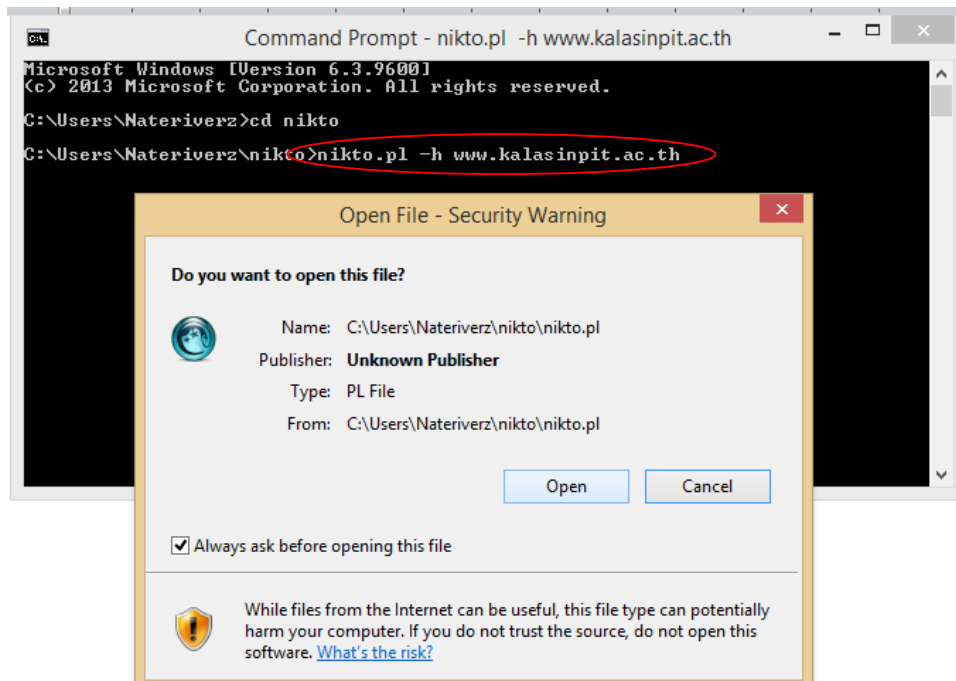 C:\.
Command Prompt - nikto.pl -h www.kalasinpit.ac.th
Microsoft Windows [Version 6.3.9600]
(c) 2013 Microsoft Corporation. All rights reserved.
C:\Users\Nateriverz>cd nikto
C:\Users\Nateriverz\nikto>nikto.pl -h www.kalasinpit.ac.th
Open File - Security Warning
Do you want to open this file?
Name: C:\Users\Nateriverz\nikto\nikto.pl
Publisher: Unknown Publisher
Type: PL File
From: C:\Users\Nateriverz\nikto\nikto.pl
Open Cancel
Always ask before opening this file
While files from the Internet can be useful, this file type can potentially
harm your computer. If you do not trust the source, do not open this
software. What's the risk?